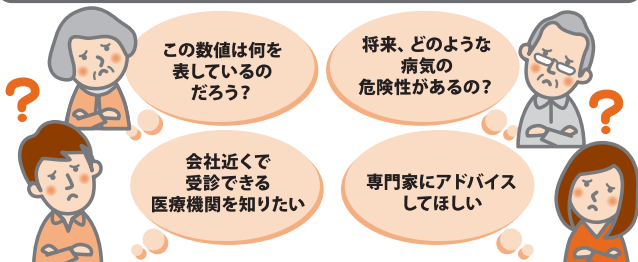 この数値は何を
表しているの
だろう？
将来、どのような
病気の
危険性があるの？
?
?
会社近くで
受診できる
医療機関を知りたい
専門家にアドバイス
してほしい